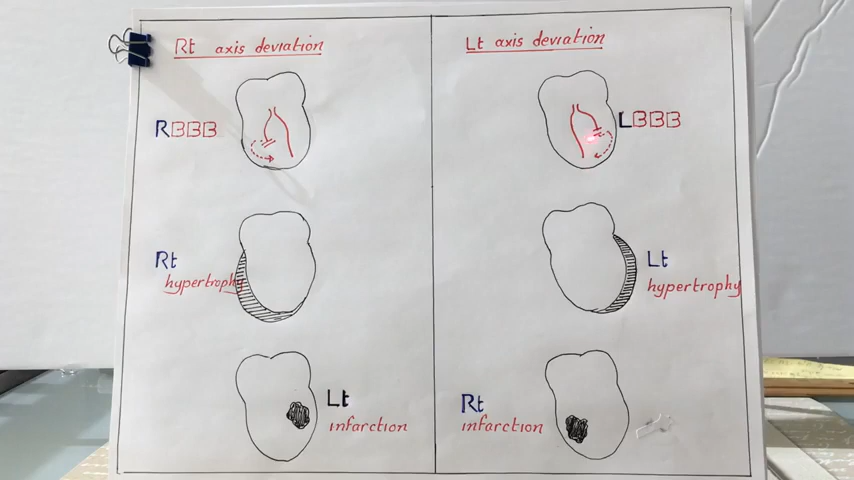 Rt axis deviation
RBBB
Rt
hypertrophy
Lt
infarction
Lt axis deviation
LBBB
Lt
hypertrophy
Rt
infarction